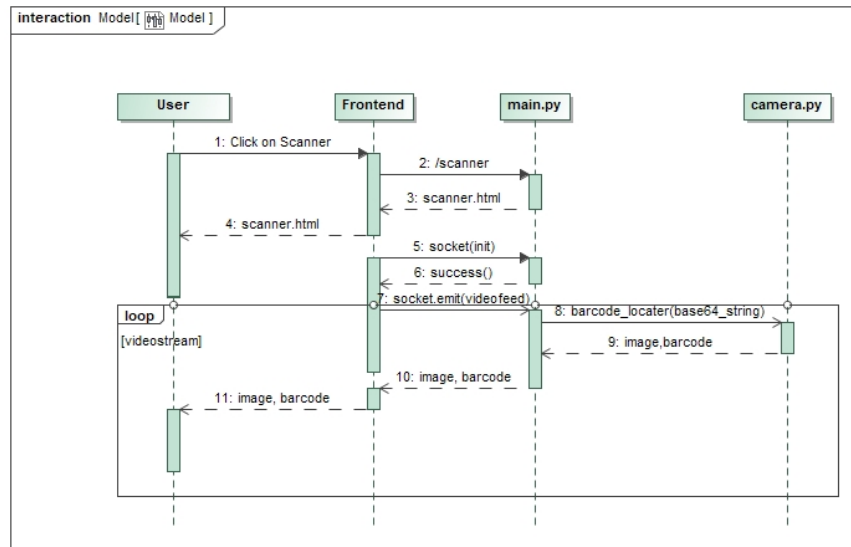 interaction Model[ Model ]
User
Frontend
main.py
camera.py
1: Click on Scanner
2: /scanner
3: scanner.html
4: scanner.html
5: socket(init)
6: success()
7: socket.emit(videofeed)
loop
8: barcode_locater(base64_string)
[videostream]
9: image,barcode
10: image, barcode
11: image, barcode